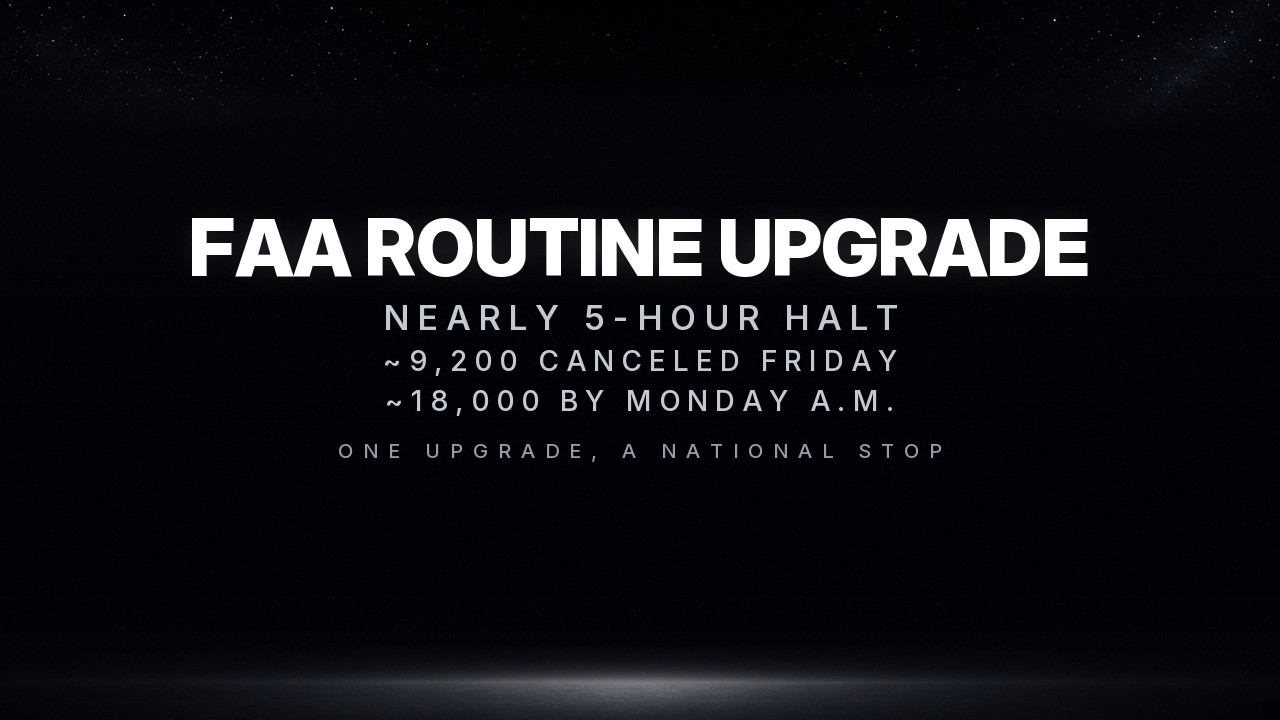 FAA ROUTINE UPGRADE
NEARLY 5-HOUR HALT
~9,200 CANCELED FRIDAY
~18,000 BY MONDAY A.M.
ONE UPGRADE, A NATIONAL STOP